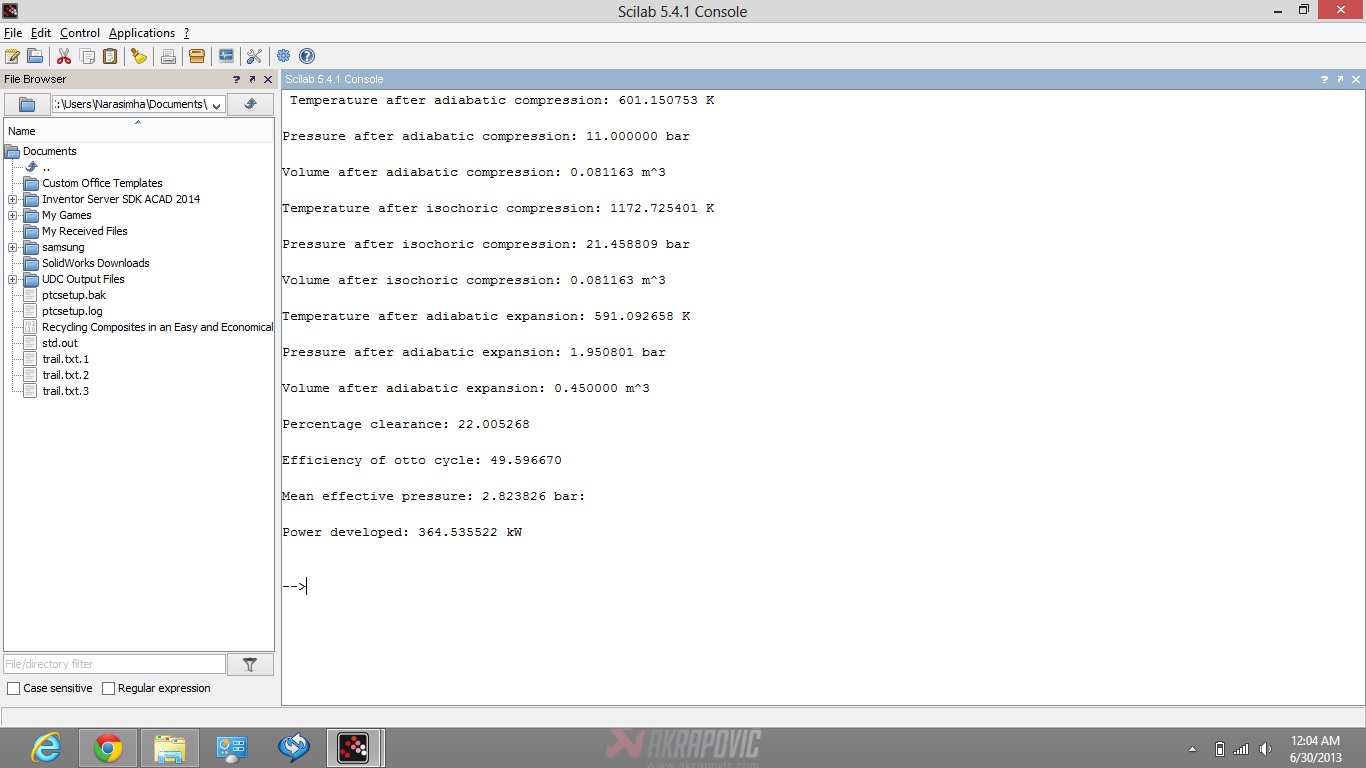 Scilab 5.4.1 Console
File Edit Control Applications ?
File Browser
Scilab 5.4.1 Console
:\Users\Narasimha\Documents\
Name
Documents
..
Custom Office Templates
Inventor Server SDK ACAD 2014
My Games
My Received Files
samsung
SolidWorks Downloads
UDC Output Files
ptcsetup.bak
ptcsetup.log
Recycling Composites in an Easy and Economical
std.out
trail.txt.1
trail.txt.2
trail.txt.3
File/directory filter
Case sensitive Regular expression
Temperature after adiabatic compression: 601.150753 K
Pressure after adiabatic compression: 11.000000 bar
Volume after adiabatic compression: 0.081163 m^3
Temperature after isochoric compression: 1172.725401 K
Pressure after isochoric compression: 21.458809 bar
Volume after isochoric compression: 0.081163 m^3
Temperature after adiabatic expansion: 591.092658 K
Pressure after adiabatic expansion: 1.950801 bar
Volume after adiabatic expansion: 0.450000 m^3
Percentage clearance: 22.005268
Efficiency of otto cycle: 49.596670
Mean effective pressure: 2.823826 bar:
Power developed: 364.535522 kW
-->
AKRAPOVIC
www.akrapovic.com
12:04 AM
6/30/2013